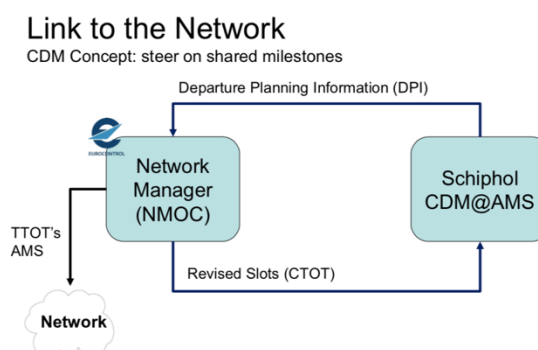 Link to the Network
CDM Concept: steer on shared milestones
Departure Planning Information (DPI)
EUROCONTROL
Network
Manager
(NMOC)
Schiphol
CDM@AMS
TTOT's
AMS
Revised Slots (CTOT)
Network